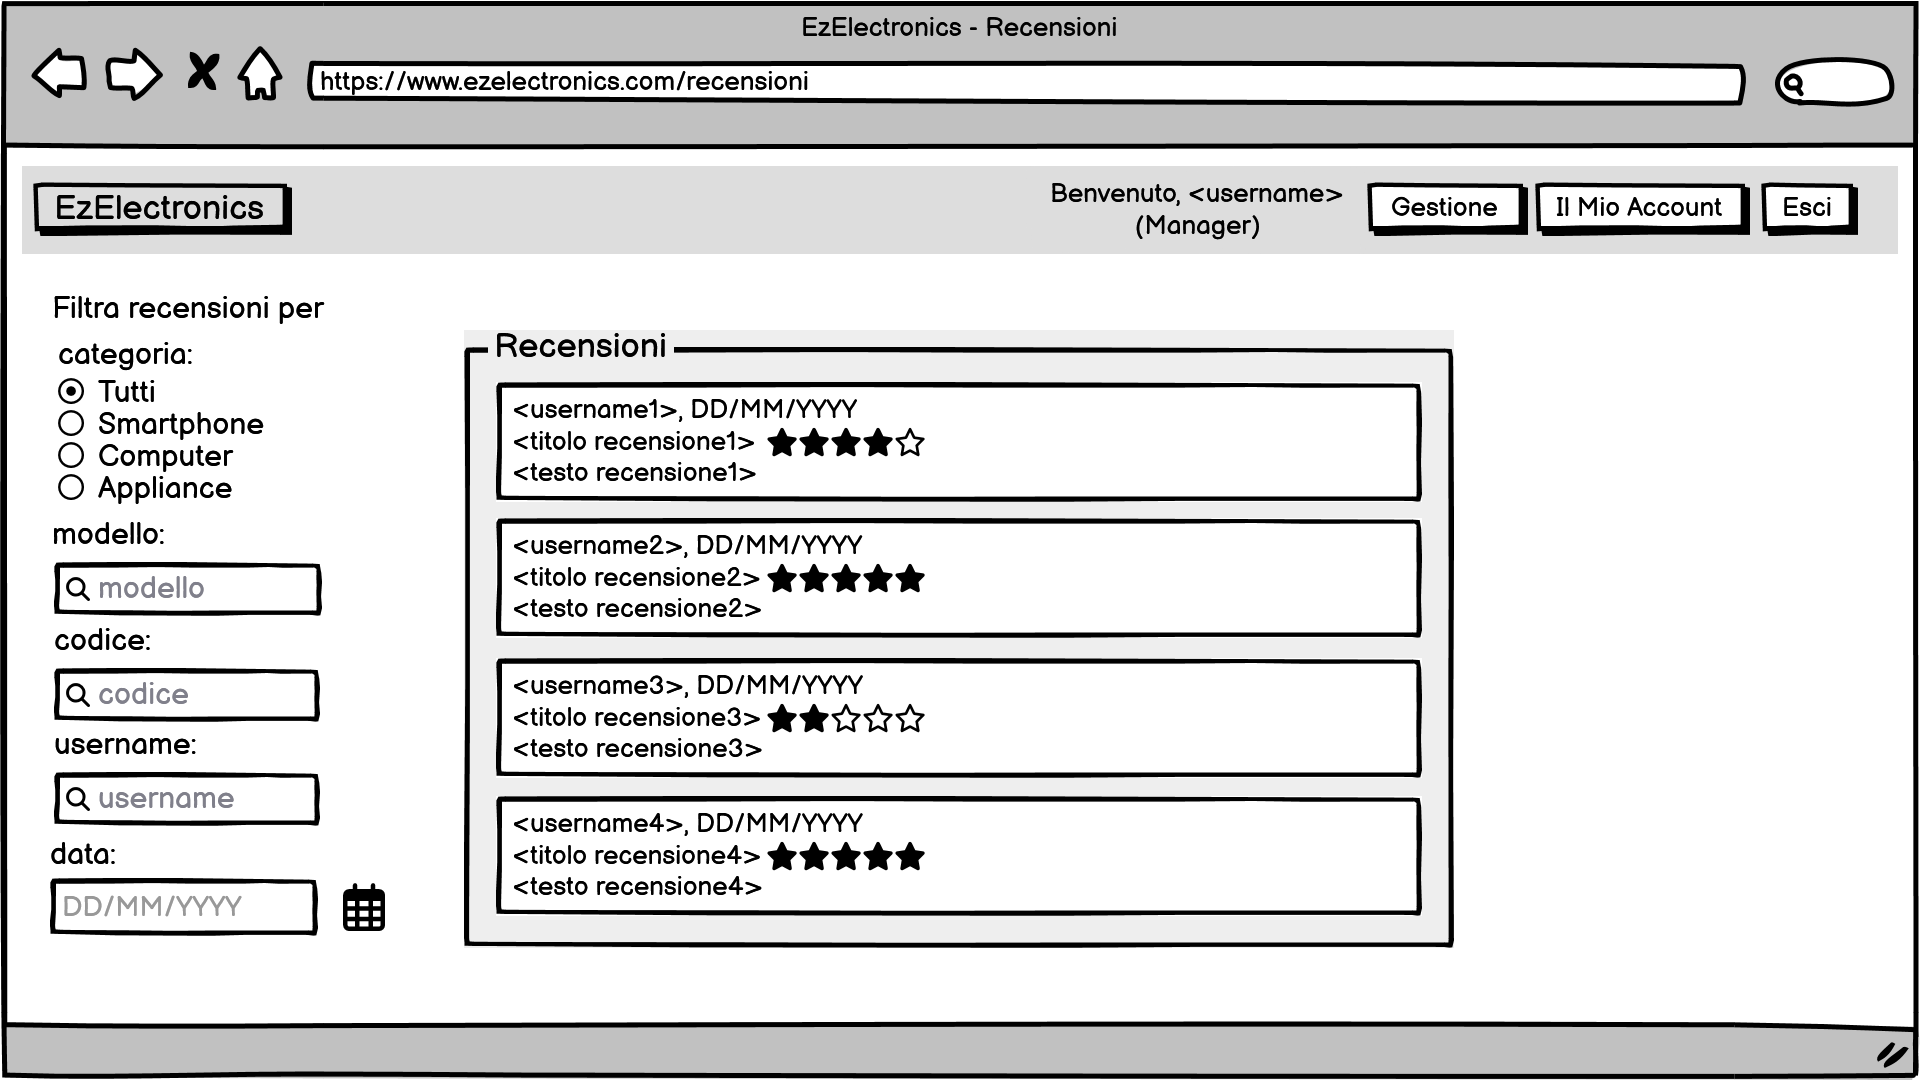 EzElectronics - Recensioni
https://www.ezelectronics.com/recensioni
EzElectronics
Benvenuto, <username>
(Manager)
Gestione
Il Mio Account
Esci
Filtra recensioni per
categoria:
Tutti
Smartphone
Computer
Appliance
modello:
modello
codice:
codice
username:
username
data:
DD/MM/YYYY
Recensioni
<username1>, DD/MM/YYYY
<titolo recensione1>
<testo recensione1>
<username2>, DD/MM/YYYY
<titolo recensione2>
<testo recensione2>
<username3>, DD/MM/YYYY
<titolo recensione3>
<testo recensione3>
<username4>, DD/MM/YYYY
<titolo recensione4>
<testo recensione4>